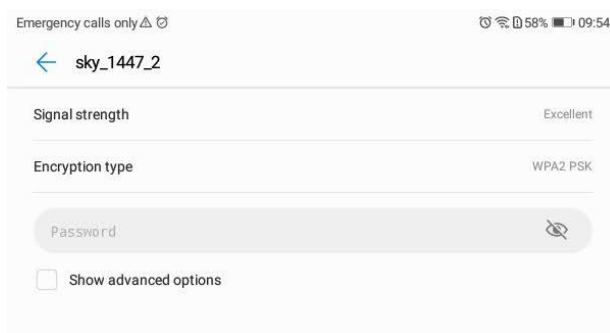 Emergency calls only
58% 09:54
sky_1447_2
Signal strength Excellent
Encryption type WPA2 PSK
Password
Show advanced options